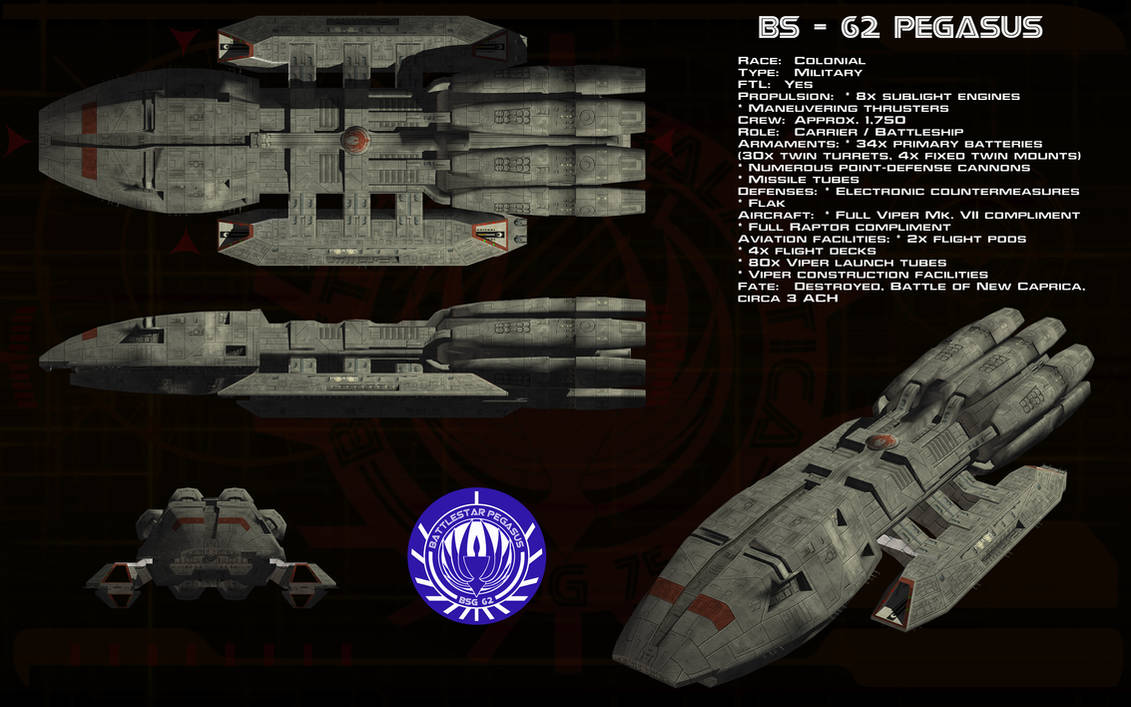 BS - 62 PEGASUS
Race: Colonial
Type: Military
FTL: Yes
Propulsion: * 8x sublight engines
* Maneuvering thrusters
Crew: Approx. 1,750
Role: Carrier / Battleship
Armaments: * 34x primary batteries
(30x twin turrets, 4x fixed twin mounts)
* Numerous point-defense cannons
* Missile tubes
Defenses: * Electronic countermeasures
* Flak
Aircraft: * Full Viper Mk. VII compliment
* Full Raptor compliment
Aviation facilities: * 2x flight pods
* 4x flight decks
* 80x Viper launch tubes
* Viper construction facilities
Fate: Destroyed, Battle of New Caprica,
circa 3 ACH
BATTLESTAR PEGASUS
BSG 62
BSG 75